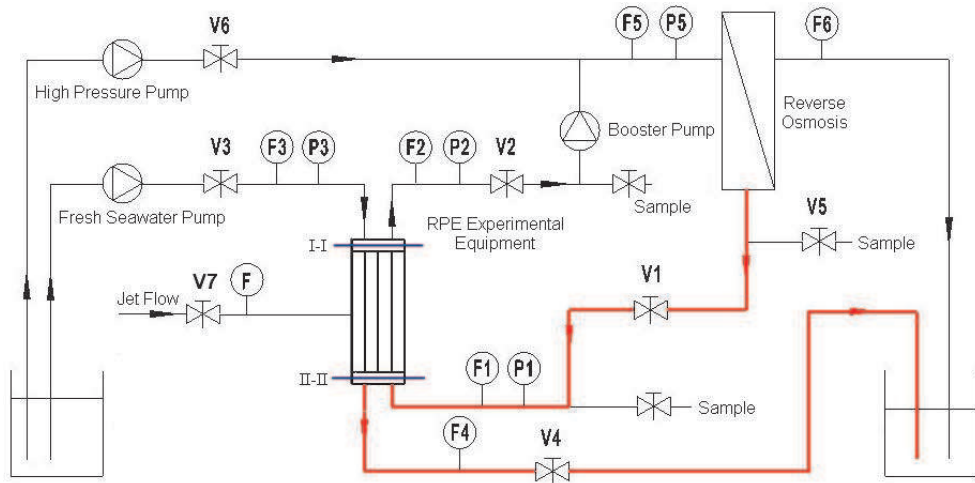 V6
F5
P5
F6
High Pressure Pump
Reverse
Osmosis
Booster Pump
V3
F3
P3
F2
P2
V2
Fresh Seawater Pump
Sample
RPE Experimental
Equipment
V5
Sample
I-I
V7
F
V1
Jet Flow
II-II
F1
P1
Sample
F4
V4